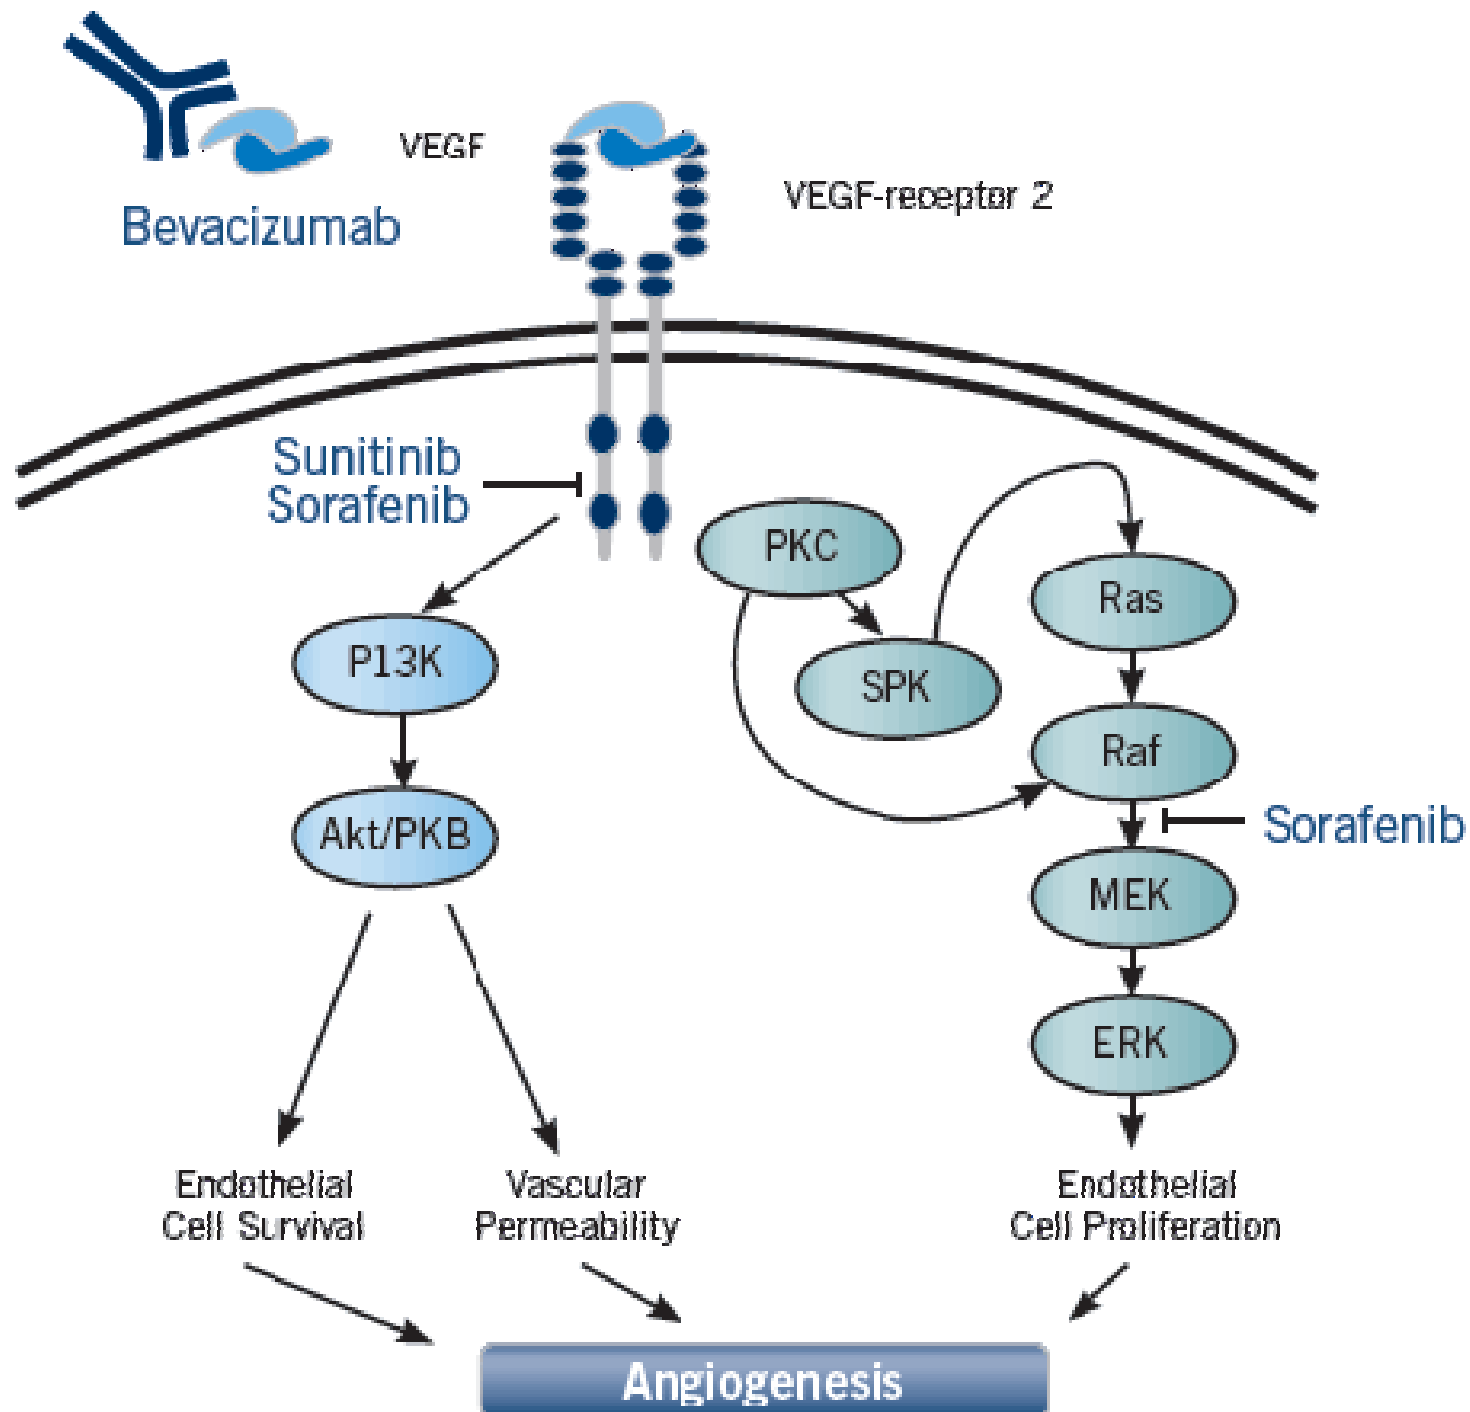 VEGF
VEGF-receptor 2
Bevacizumab
Sunitinib
Sorafenib
PKC
Ras
P13K
SPK
Raf
Akt/PKB
Sorafenib
MEK
ERK
Endothelial
Cell Survival
Vascular
Permeability
Endothelial
Cell Proliferation
Angiogenesis